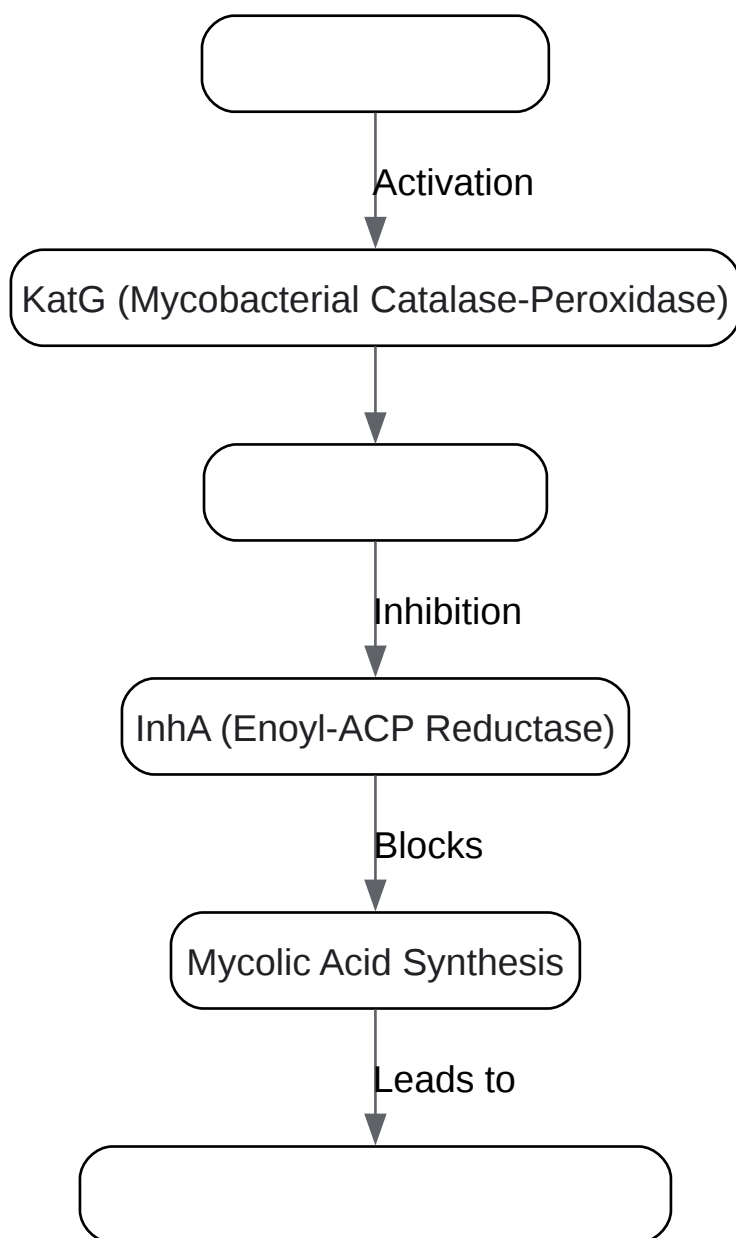 Activation
KatG (Mycobacterial Catalase-Peroxidase)
Inhibition
InhA (Enoyl-ACP Reductase)
Blocks
Mycolic Acid Synthesis
Leads to